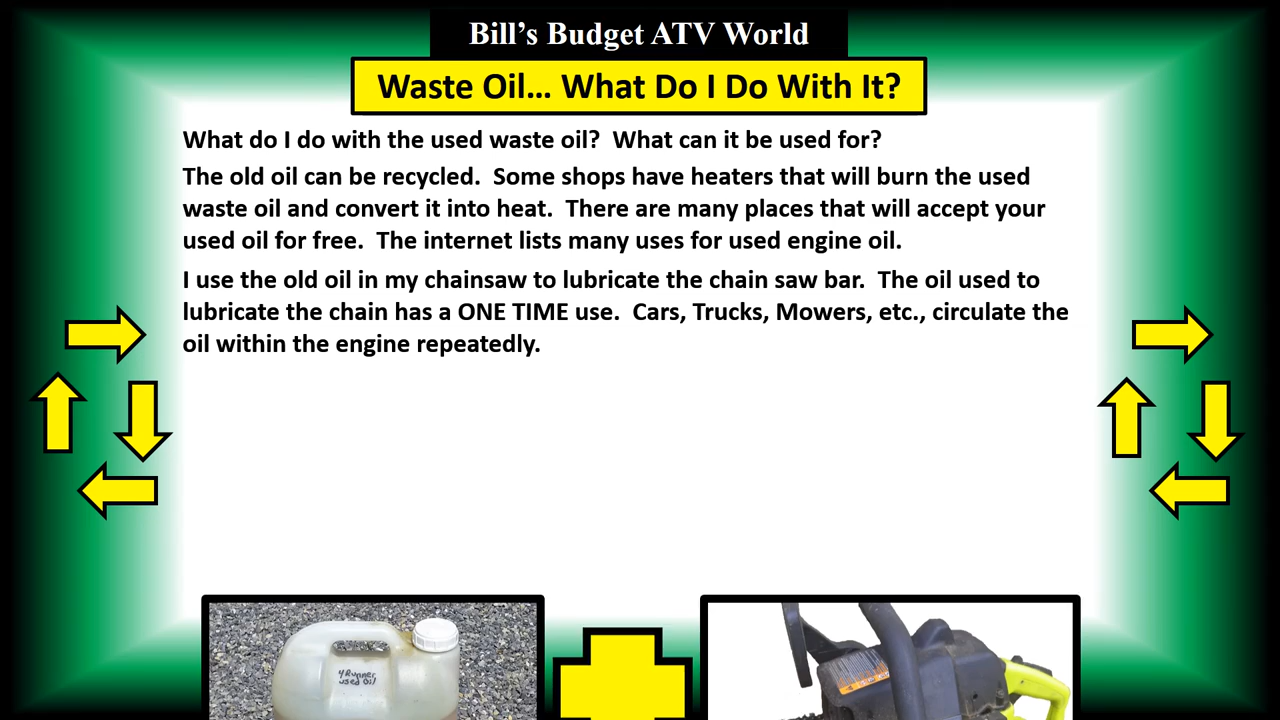 Bill’s Budget ATV World
Waste Oil... What Do I Do With It?
What do I do with the used waste oil?  What can it be used for?
The old oil can be recycled.  Some shops have heaters that will burn the used
waste oil and convert it into heat.  There are many places that will accept your
used oil for free.  The internet lists many uses for used engine oil.
I use the old oil in my chainsaw to lubricate the chain saw bar.  The oil used to
lubricate the chain has a ONE TIME use.  Cars, Trucks, Mowers, etc., circulate the
oil within the engine repeatedly.
4Runner
used Oil